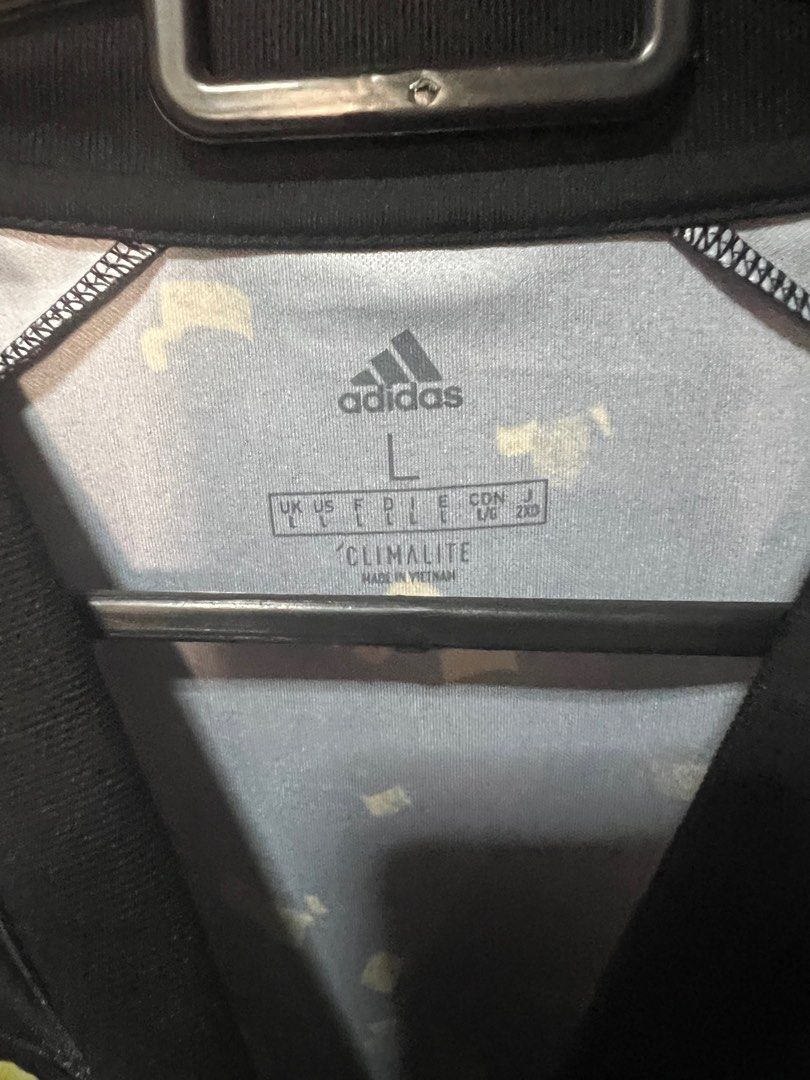 adidas
L
UK US F D I E CDN J
L L L L L L L/G 2XO
CLIMALITE
MADE IN VIETNAM